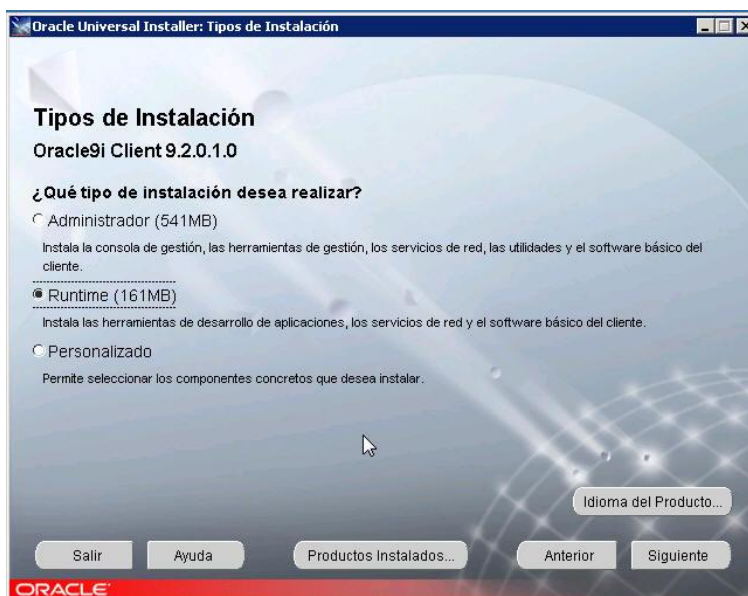 Oracle Universal Installer: Tipos de Instalación
Tipos de Instalación
Oracle9i Client 9.2.0.1.0
¿Qué tipo de instalación desea realizar?
Administrador (541MB)
Instala la consola de gestión, las herramientas de gestión, los servicios de red, las utilidades y el software básico del
cliente.
Runtime (161MB)
Instala las herramientas de desarrollo de aplicaciones, los servicios de red y el software básico del cliente.
Personalizado
Permite seleccionar los componentes concretos que desea instalar.
Idioma del Producto...
Salir Ayuda Productos Instalados... Anterior Siguiente
ORACLE